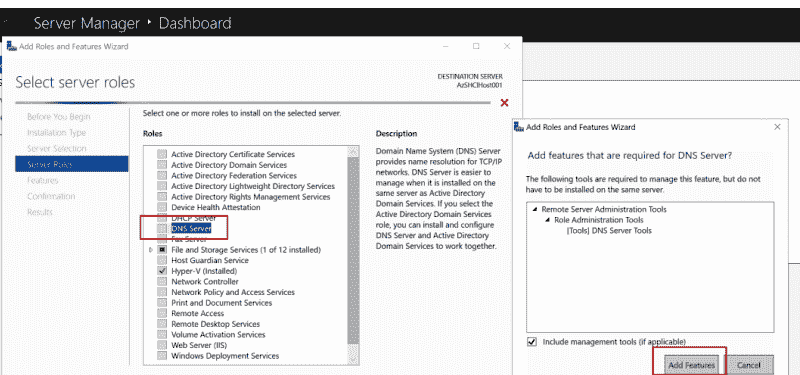 Server Manager ‣ Dashboard
Add Roles and Features Wizard
Select server roles
DESTINATION SERVER
AzSHCIHost001
Before You Begin
Installation Type
Server Selection
Server Roles
Features
Confirmation
Results
Select one or more roles to install on the selected server.
Roles
Active Directory Certificate Services
Active Directory Domain Services
Active Directory Federation Services
Active Directory Lightweight Directory Services
Active Directory Rights Management Services
Device Health Attestation
DHCP Server
DNS Server
Fax Server
File and Storage Services (1 of 12 installed)
Host Guardian Service
Hyper-V (Installed)
Network Controller
Network Policy and Access Services
Print and Document Services
Remote Access
Remote Desktop Services
Volume Activation Services
Web Server (IIS)
Windows Deployment Services
Description
Domain Name System (DNS) Server
provides name resolution for TCP/IP
networks. DNS Server is easier to
manage when it is installed on the
same server as Active Directory
Domain Services. If you select the
Active Directory Domain Services
role, you can install and configure
DNS Server and Active Directory
Domain Services to work together.
Add Roles and Features Wizard
Add features that are required for DNS Server?
The following tools are required to manage this feature, but do not
have to be installed on the same server.
Remote Server Administration Tools
Role Administration Tools
[Tools] DNS Server Tools
Include management tools (if applicable)
Add Features
Cancel